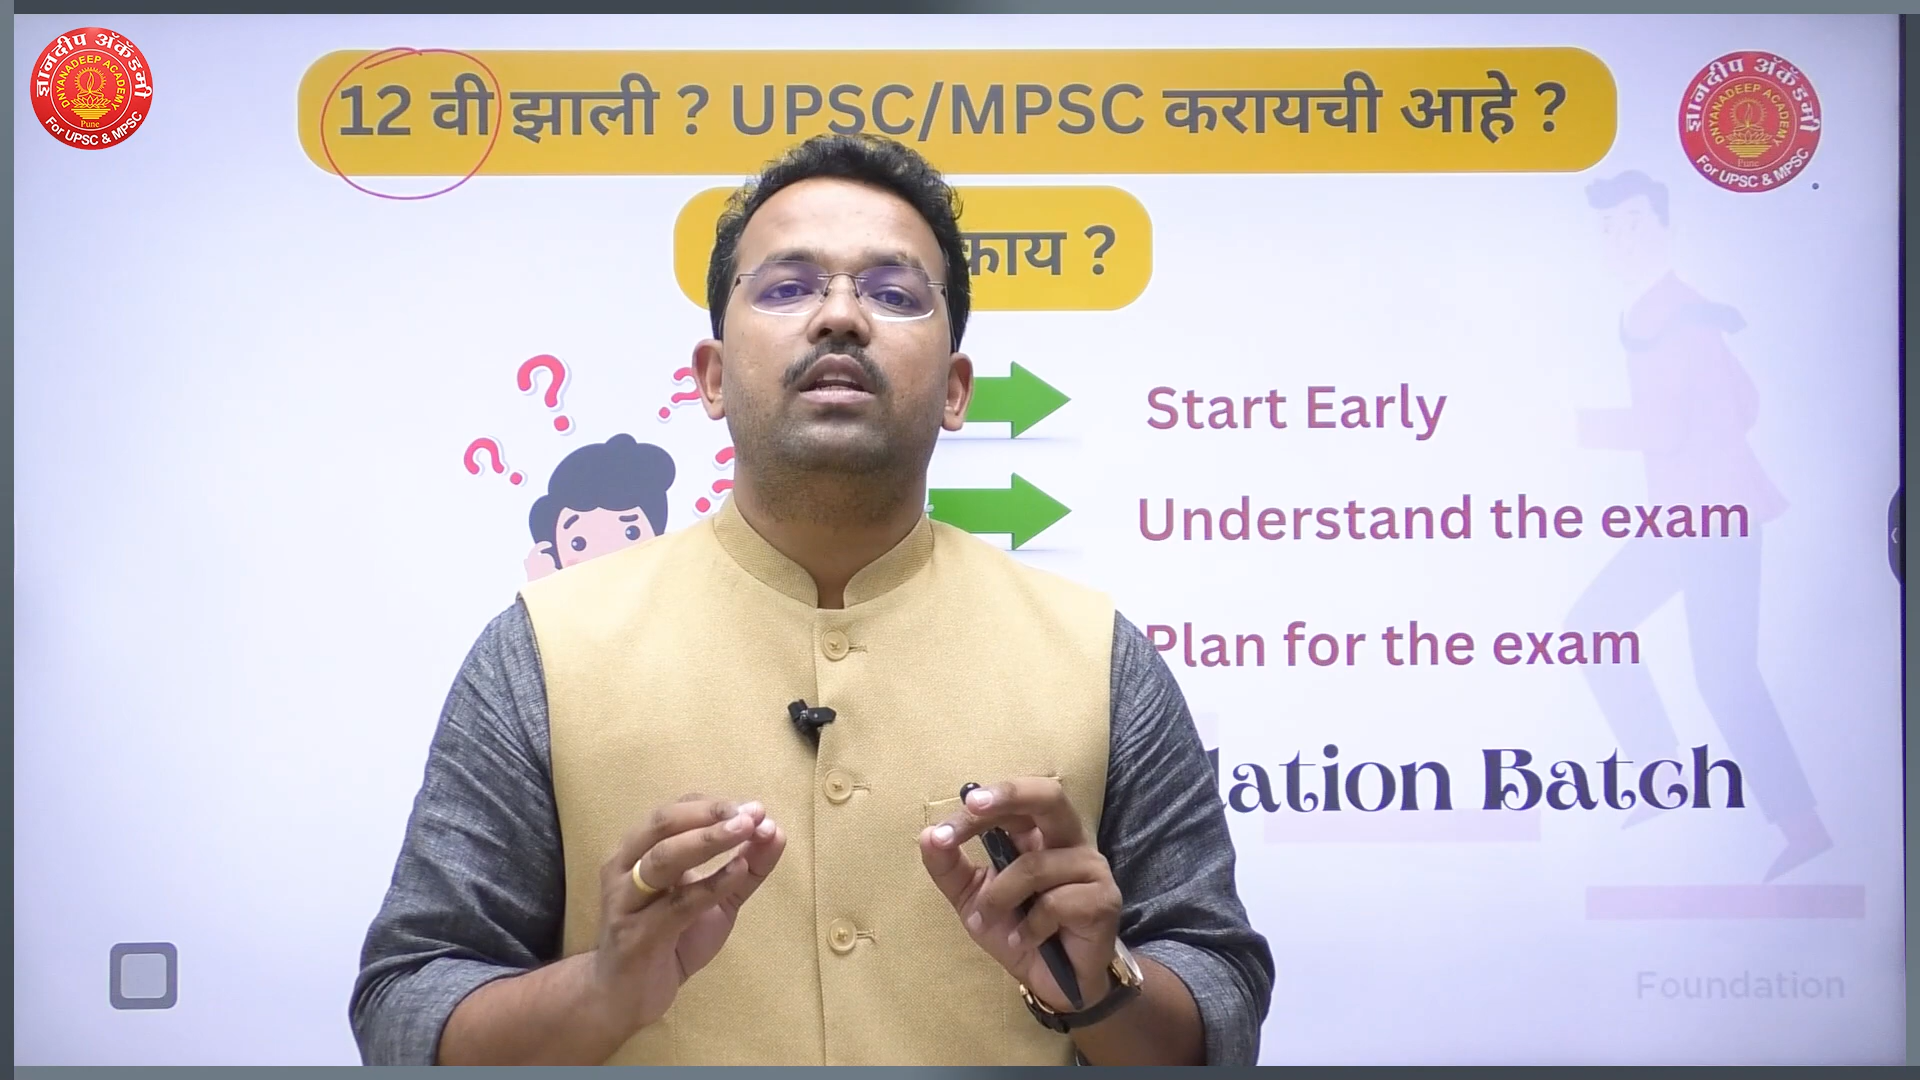 ज्ञानदीप अ‍ॅकॅडमी
DNYANADEEP ACADEMY
Pune
For UPSC & MPSC
12 वी झाली ? UPSC/MPSC करायची आहे ?
ज्ञानदीप अ‍ॅकॅडमी
DNYANADEEP ACADEMY
Pune
For UPSC & MPSC
काय ?
Start Early
Understand the exam
Plan for the exam
Batch
Foundation